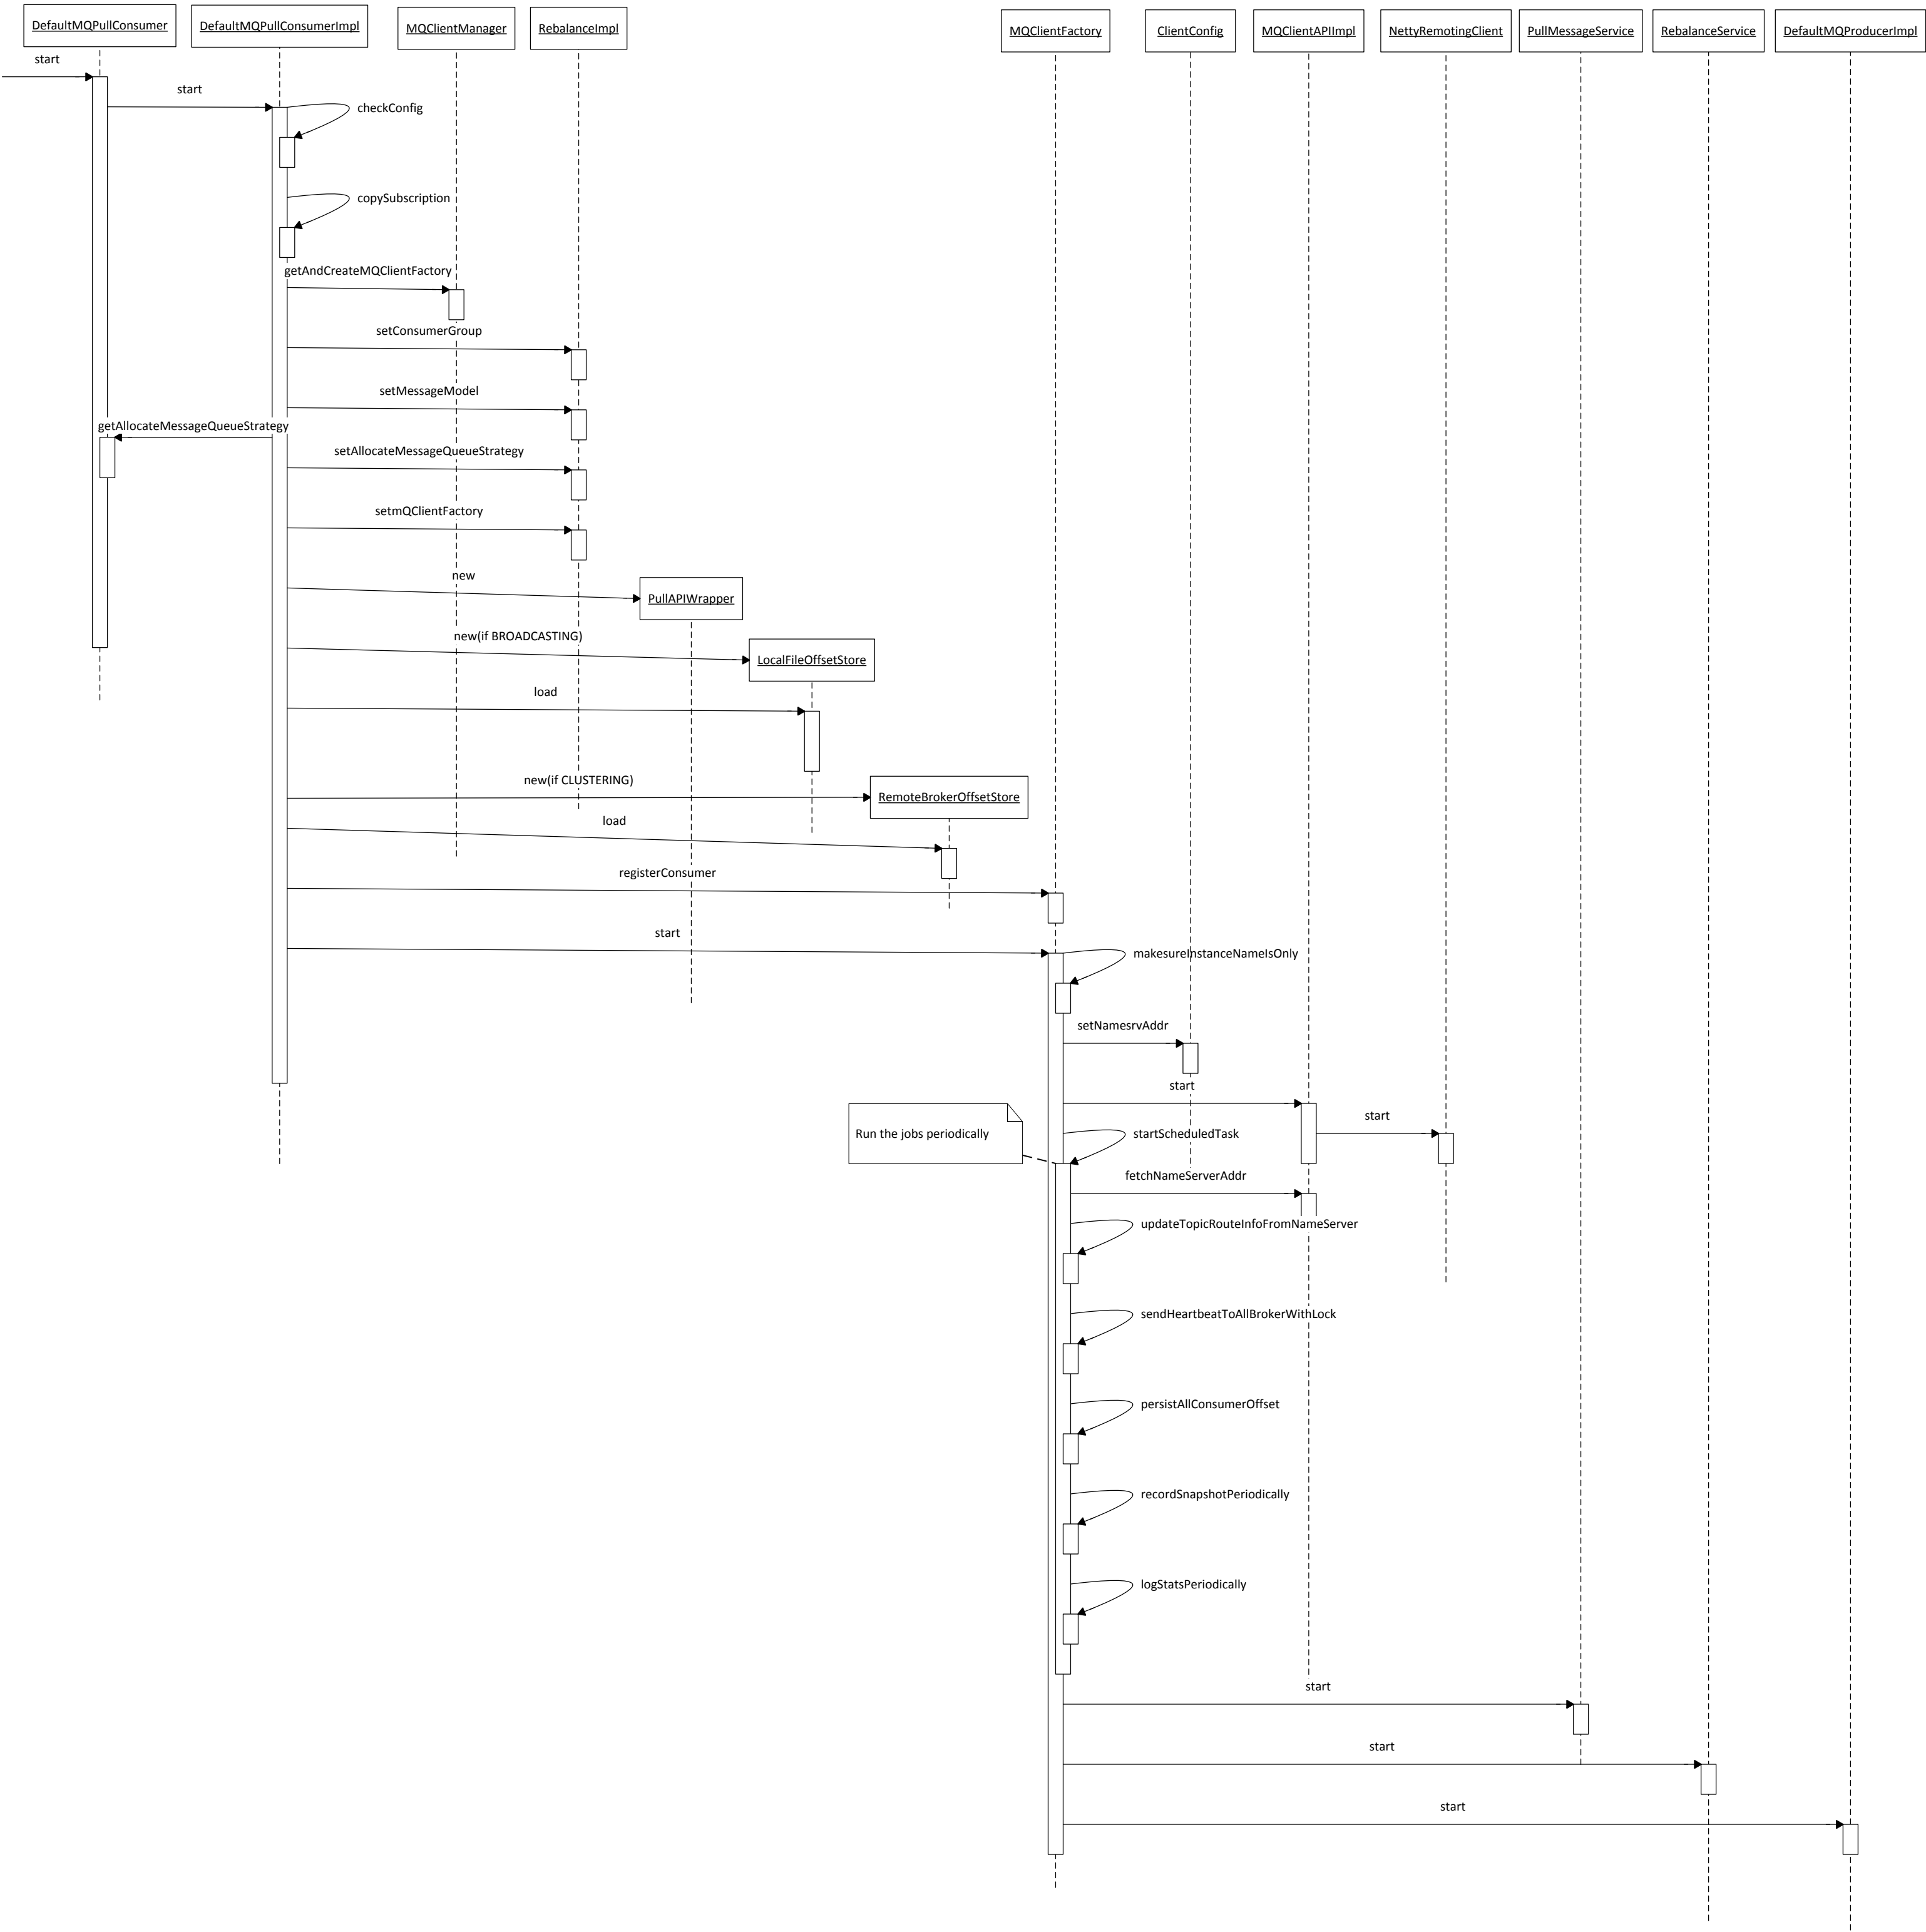 DefaultMQPullConsumer
DefaultMQPullConsumerImpl
MQClientManager
RebalanceImpl
MQClientFactory
ClientConfig
MQClientAPIImpl
NettyRemotingClient
PullMessageService
RebalanceService
DefaultMQProducerImpl
start
start
checkConfig
copySubscription
getAndCreateMQClientFactory
setConsumerGroup
setMessageModel
getAllocateMessageQueueStrategy
setAllocateMessageQueueStrategy
setmQClientFactory
new
PullAPIWrapper
new(if BROADCASTING)
LocalFileOffsetStore
load
new(if CLUSTERING)
RemoteBrokerOffsetStore
load
registerConsumer
start
makesureInstanceNameIsOnly
setNamesrvAddr
start
start
Run the jobs periodically
startScheduledTask
fetchNameServerAddr
updateTopicRouteInfoFromNameServer
sendHeartbeatToAllBrokerWithLock
persistAllConsumerOffset
recordSnapshotPeriodically
logStatsPeriodically
start
start
start